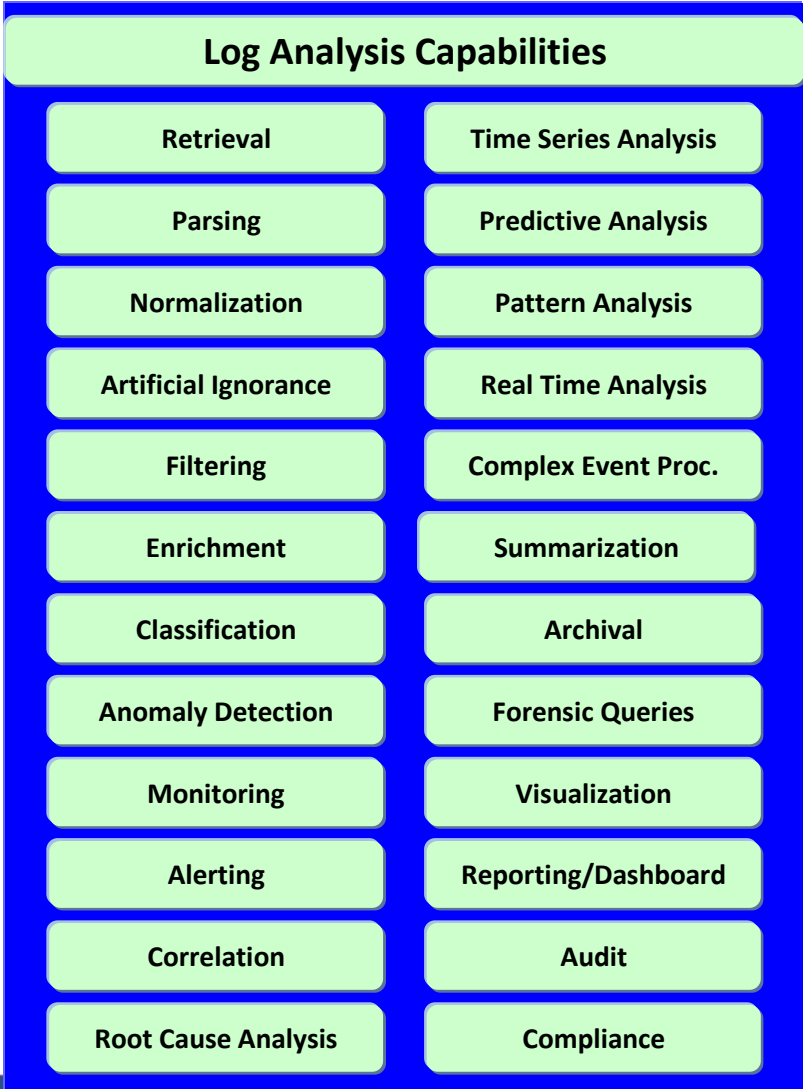 Log Analysis Capabilities
Retrieval
Parsing
Normalization
Artificial Ignorance
Filtering
Enrichment
Classification
Anomaly Detection
Monitoring
Alerting
Correlation
Root Cause Analysis
Time Series Analysis
Predictive Analysis
Pattern Analysis
Real Time Analysis
Complex Event Proc.
Summarization
Archival
Forensic Queries
Visualization
Reporting/Dashboard
Audit
Compliance